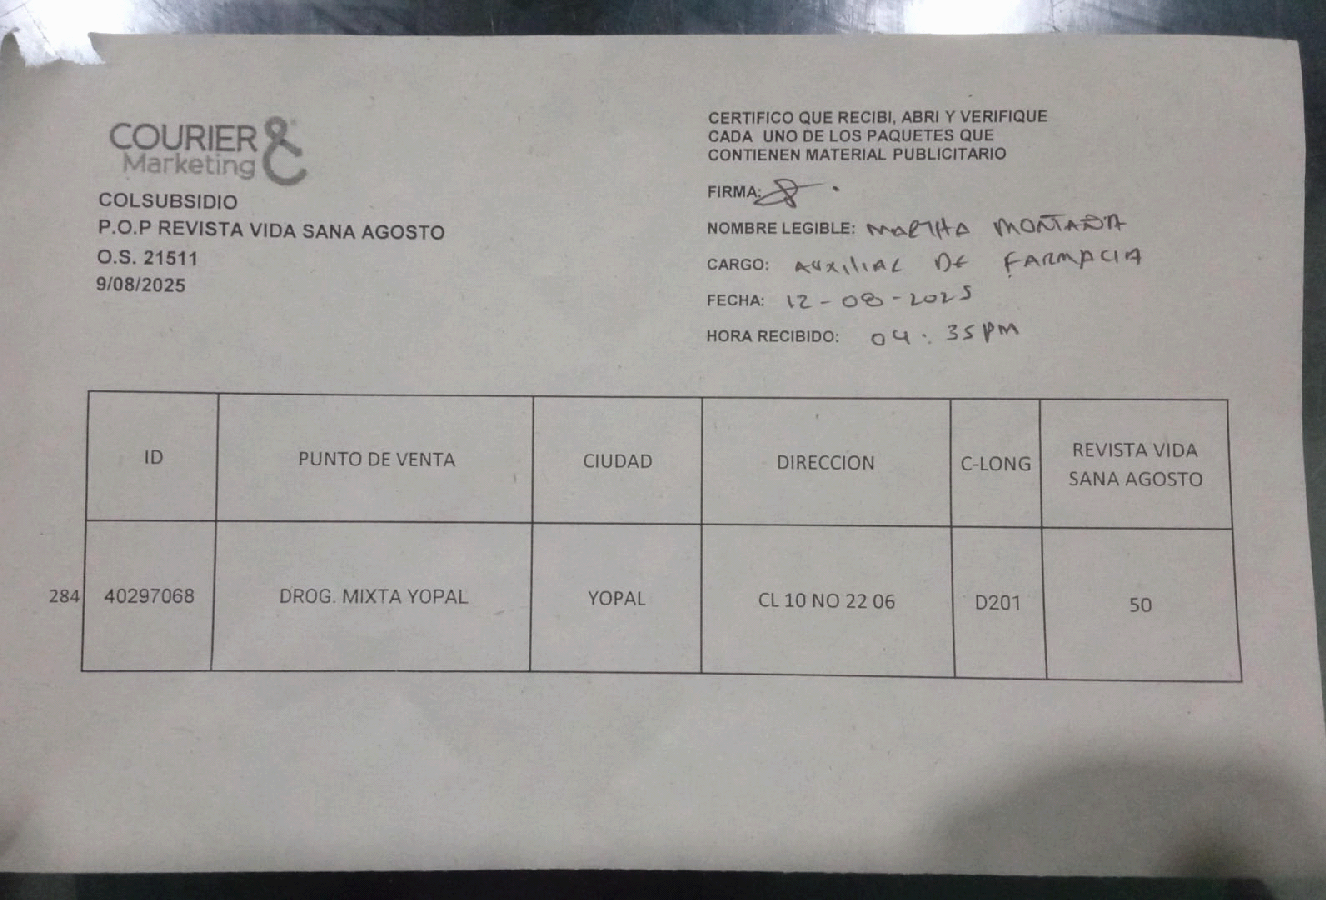 COURIER &
Marketing
COLSUBSIDIO
P.O.P REVISTA VIDA SANA AGOSTO
O.S. 21511
9/08/2025
CERTIFICO QUE RECIBI, ABRI Y VERIFIQUE
CADA UNO DE LOS PAQUETES QUE
CONTIENEN MATERIAL PUBLICITARIO
FIRMA:
NOMBRE LEGIBLE: MARTHA MONTAÑA
CARGO: AUXILIAR DE FARMACIA
FECHA: 12-08-2025
HORA RECIBIDO: 04:35PM
ID PUNTO DE VENTA CIUDAD DIRECCION C-LONG REVISTA VIDA
SANA AGOSTO
284 40297068 DROG. MIXTA YOPAL YOPAL CL 10 NO 22 06 D201 50